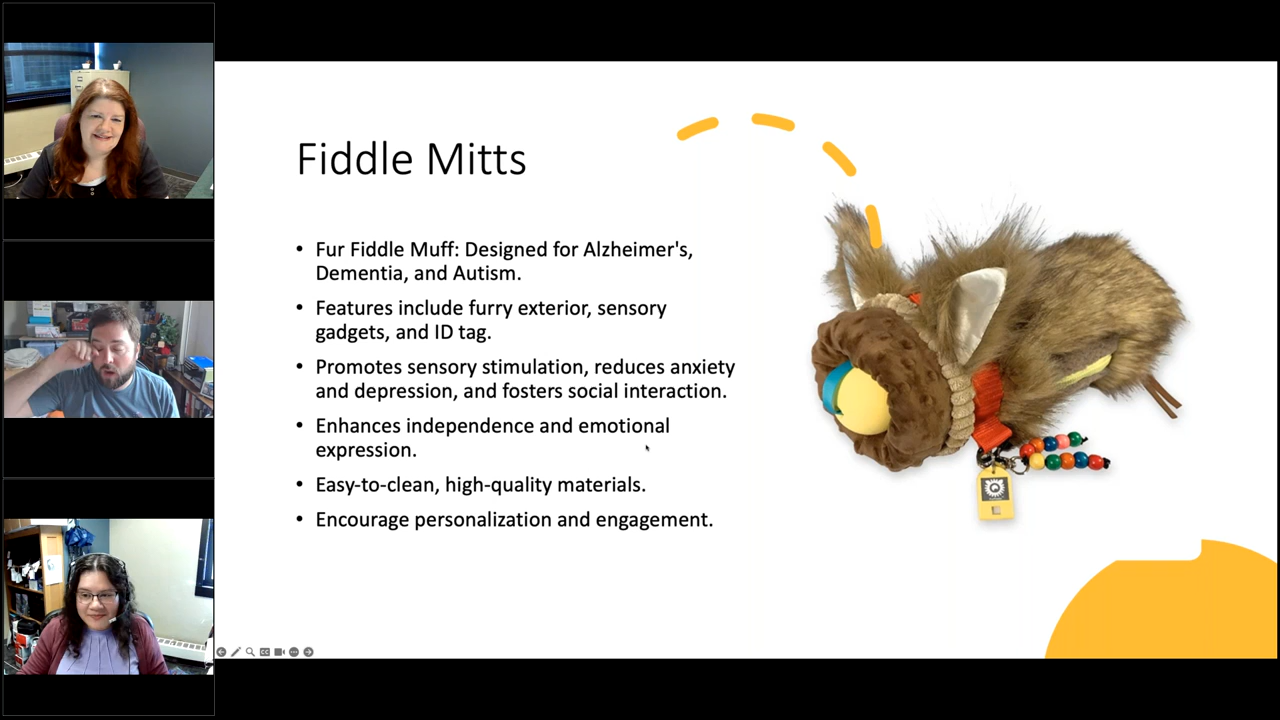 Fiddle Mitts
• Fur Fiddle Muff: Designed for Alzheimer's,
Dementia, and Autism.
• Features include furry exterior, sensory
gadgets, and ID tag.
• Promotes sensory stimulation, reduces anxiety
and depression, and fosters social interaction.
• Enhances independence and emotional
expression.
• Easy-to-clean, high-quality materials.
• Encourage personalization and engagement.